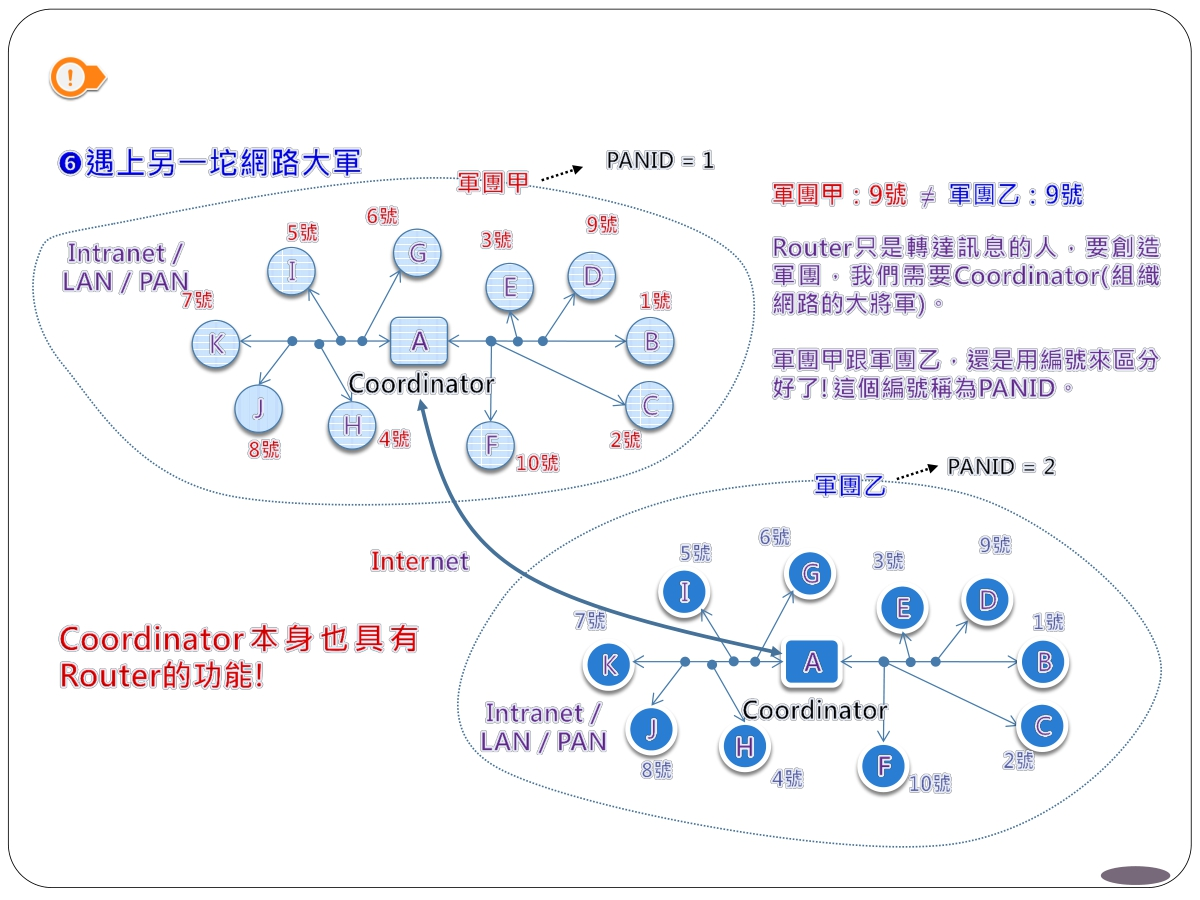 !
❻遇上另一坨網路大軍
軍團甲
PANID = 1
Intranet /
LAN / PAN
5號
6號
3號
9號
1號
7號
8號
4號
10號
2號
I
G
E
D
K
A
B
J
H
F
C
Coordinator
軍團甲：9號 ≠ 軍團乙：9號
Router只是轉達訊息的人，要創造
軍團，我們需要Coordinator(組織
網路的大將軍)。
軍團甲跟軍團乙，還是用編號來區分
好了!這個編號稱為PANID。
軍團乙
PANID = 2
Internet
5號
6號
3號
9號
7號
1號
I
G
E
D
K
A
B
J
H
F
C
Coordinator
Intranet /
LAN / PAN
8號
4號
10號
2號
Coordinator本身也具有
Router的功能!